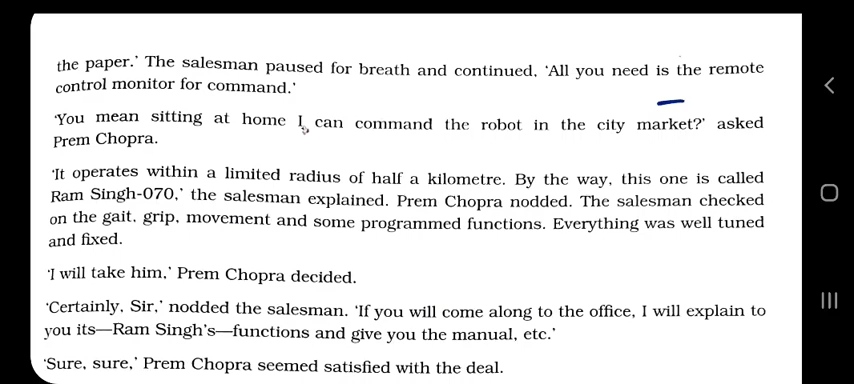 the paper.' The salesman paused for breath and continued, 'All you need is the remote
control monitor for command.'
'You mean sitting at home I can command the robot in the city market?' asked
Prem Chopra.
'It operates within a limited radius of half a kilometre. By the way, this one is called
Ram Singh-070,' the salesman explained. Prem Chopra nodded. The salesman checked
on the gait, grip, movement and some programmed functions. Everything was well tuned
and fixed.
'I will take him,' Prem Chopra decided.
'Certainly, Sir,' nodded the salesman. 'If you will come along to the office, I will explain to
you its—Ram Singh's—functions and give you the manual, etc.'
'Sure, sure,' Prem Chopra seemed satisfied with the deal.